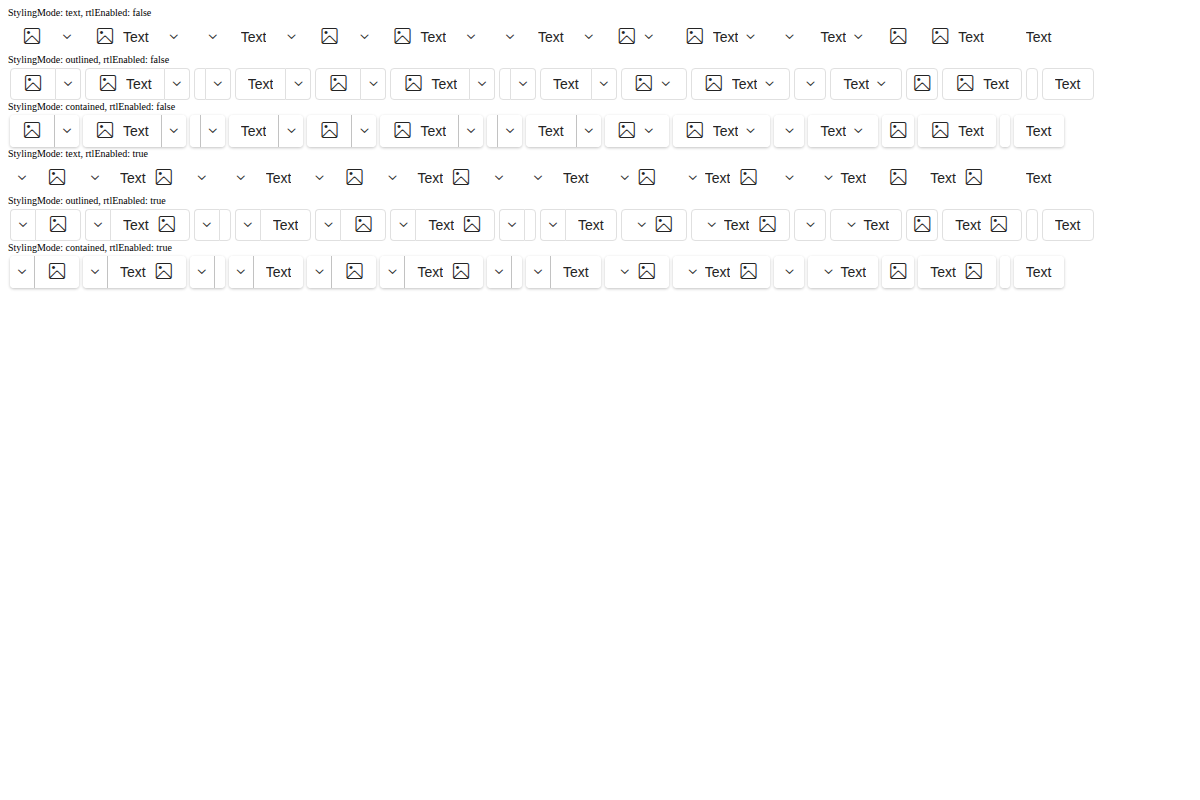 StylingMode: text, rtlEnabled: false
Text Text Text Text Text Text Text Text
StylingMode: outlined, rtlEnabled: false
Text Text Text Text Text Text Text Text
StylingMode: contained, rtlEnabled: false
Text Text Text Text Text Text Text Text
StylingMode: text, rtlEnabled: true
Text Text Text Text Text Text Text Text
StylingMode: outlined, rtlEnabled: true
Text Text Text Text Text Text Text Text
StylingMode: contained, rtlEnabled: true
Text Text Text Text Text Text Text Text